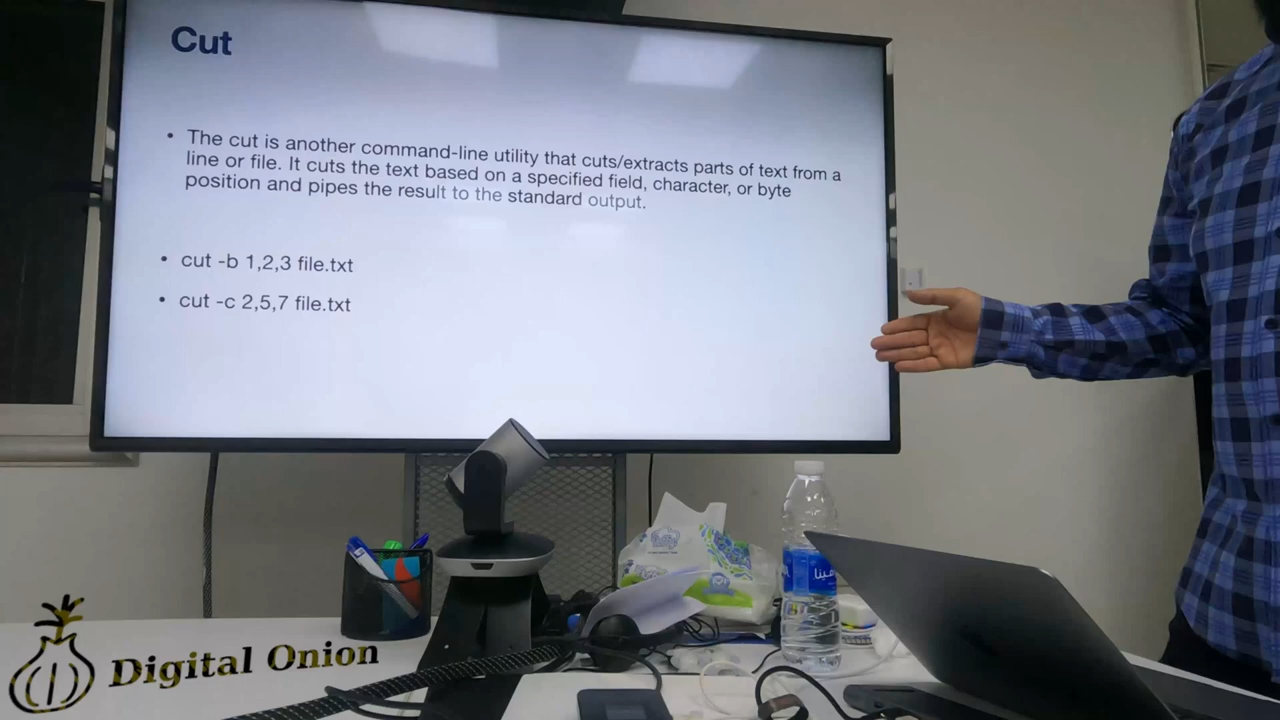 Cut
• The cut is another command-line utility that cuts/extracts parts of text from a
line or file. It cuts the text based on a specified field, character, or byte
position and pipes the result to the standard output.
• cut -b 1,2,3 file.txt
• cut -c 2,5,7 file.txt
Digital Onion